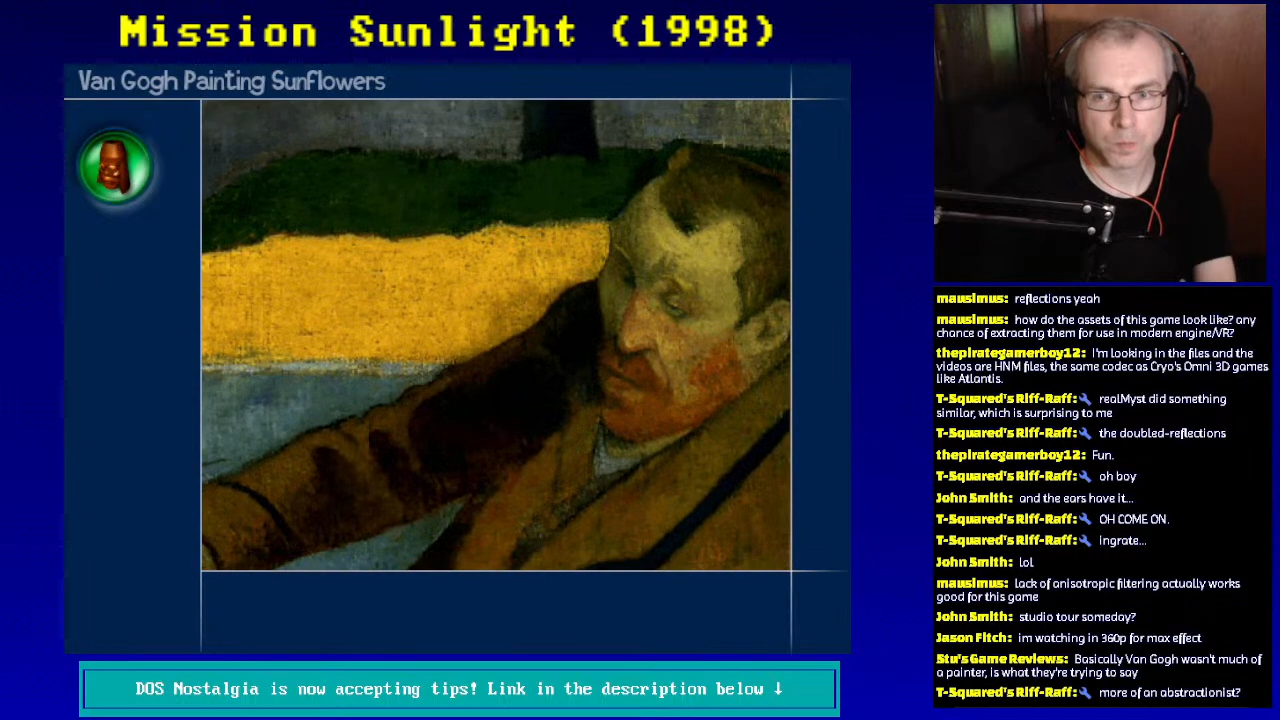 Mission Sunlight (1998)
Van Gogh Painting Sunflowers
mausimus: reflections yeah
mausimus: how do the assets of this game look like? any
chance of extracting them for use in modern engine/VR?
thepirategamerboy12: I'm looking in the files and the
videos are HNM files, the same codec as Cryo's Omni 3D games
like Atlantis.
T-Squared's Riff-Raff: realMyst did something
similar, which is surprising to me
T-Squared's Riff-Raff: the doubled-reflections
thepirategamerboy12: Fun.
T-Squared's Riff-Raff: oh boy
John Smith: and the ears have it...
T-Squared's Riff-Raff: OH COME ON.
T-Squared's Riff-Raff: Ingrate...
John Smith: lol
mausimus: lack of anisotropic filtering actually works
good for this game
John Smith: studio tour someday?
Jason Fitch: im watching in 360p for max effect
Stu's Game Reviews: Basically Van Gogh wasn't much of
a painter, is what they're trying to say
T-Squared's Riff-Raff: more of an abstractionist?
DOS Nostalgia is now accepting tips! Link in the description below ↓